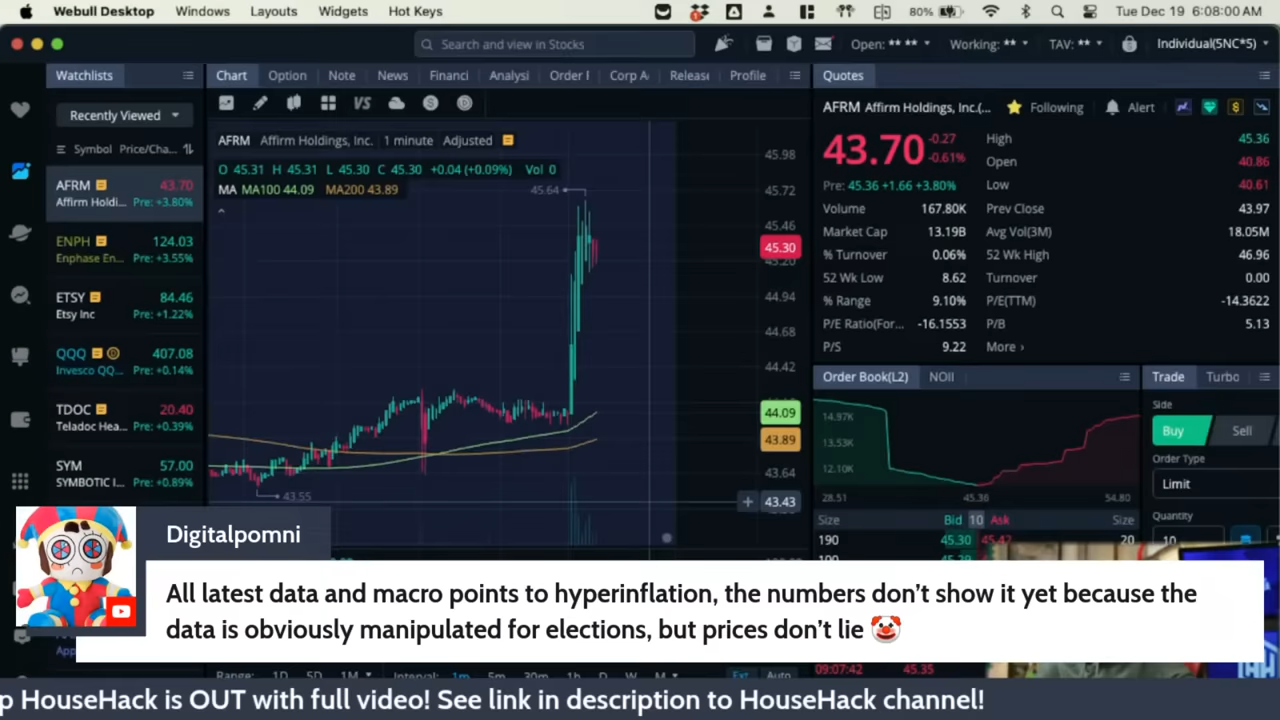 Webull Desktop Windows Layouts Widgets Hot Keys 1 80% Tue Dec 19 6:08:00 AM
Search and view in Stocks Open: ** ** Working: ** ** TAV: ** Individual(5NC*5)
Watchlists Chart Option Note News Financi Analysi Order I Corp A Release Profile Quotes
Recently Viewed VS
AFRM Affirm Holdings, Inc.(... Following Alert
Symbol Price/Cha...
AFRM Affirm Holdings, Inc. 1 minute Adjusted
43.70 -0.27 -0.61%
High 45.36
Open 40.86
Low 40.61
O 45.31 H 45.31 L 45.30 C 45.30 +0.04 (+0.09%) Vol 0
MA MA100 44.09 MA200 43.89
AFRM 43.70
Affirm Holdi... Pre: +3.80%
ENPH 124.03
Enphase En... Pre: +3.55%
ETSY 84.46
Etsy Inc Pre: +1.22%
QQQ 407.08
Invesco QQ... Pre: +0.14%
TDOC 20.40
Teladoc Hea... Pre: +0.39%
SYM 57.00
SYMBOTIC I... Pre: +0.89%
45.64
43.55
45.98
45.72
45.46
45.30
45.20
44.94
44.68
44.42
44.09
43.89
43.64
43.43
Pre: 45.36 +1.66 +3.80%
Prev Close 43.97
Volume 167.80K
Market Cap 13.19B
Avg Vol(3M) 18.05M
% Turnover 0.06%
52 Wk High 46.96
52 Wk Low 8.62
Turnover 0.00
% Range 9.10%
P/E(TTM) -14.3622
P/E Ratio(For... -16.1553
P/B 5.13
P/S 9.22
More ›
Order Book(L2) NOII Trade Turbo
14.97K
13.53K
12.10K
28.51 45.36 54.80
Side
Buy Sell
Order Type
Limit
Quantity
10
Size Bid 10 Ask Size
190 45.30 45.47 20
Digitalpomni
All latest data and macro points to hyperinflation, the numbers don’t show it yet because the
data is obviously manipulated for elections, but prices don’t lie 🤡
09:07:42 45.35
p HouseHack is OUT with full video! See link in description to HouseHack channel!